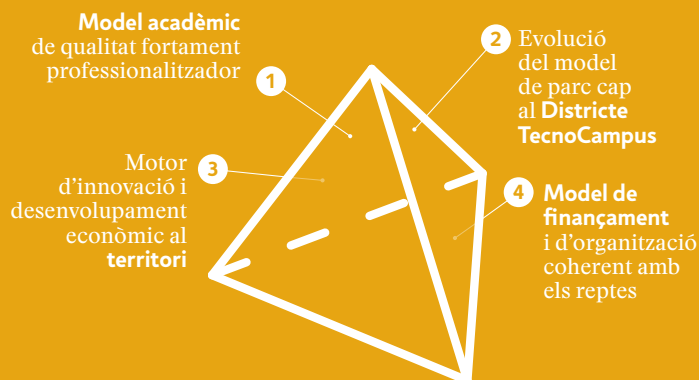 Model acadèmic
de qualitat fortament
professionalitzador
1
2
Evolució
del model
de parc cap
al Districte
TecnoCampus
3
Motor
d'innovació i
desenvolupament
econòmic al
territori
4
Model de
finançament
i d'organització
coherent amb
els reptes